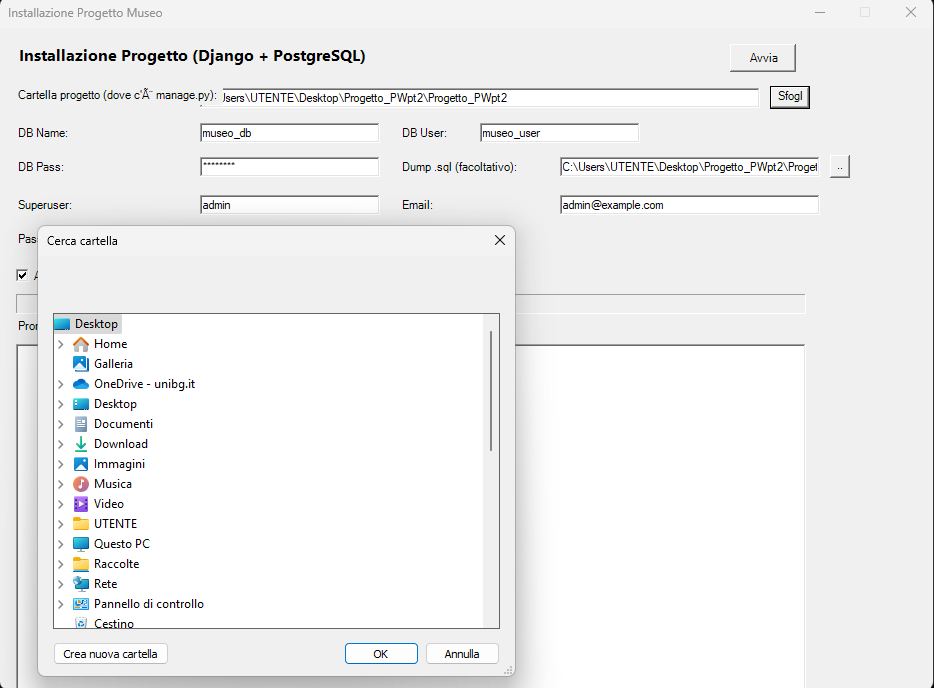 Installazione Progetto Museo
Installazione Progetto (Django + PostgreSQL)
Avvia
Cartella progetto (dove c'Ã¨ manage.py):
Jsers\UTENTE\Desktop\Progetto_PWpt2\Progetto_PWpt2
Sfogl
DB Name:
museo_db
DB User:
museo_user
DB Pass:
********
Dump .sql (facoltativo):
C:\Users\UTENTE\Desktop\Progetto_PWpt2\Proget
..
Superuser:
admin
Email:
admin@example.com
Pas
A
Pror
Cerca cartella
Desktop
Home
Galleria
OneDrive - unibg.it
Desktop
Documenti
Download
Immagini
Musica
Video
UTENTE
Questo PC
Raccolte
Rete
Pannello di controllo
Cestino
Crea nuova cartella
OK
Annulla